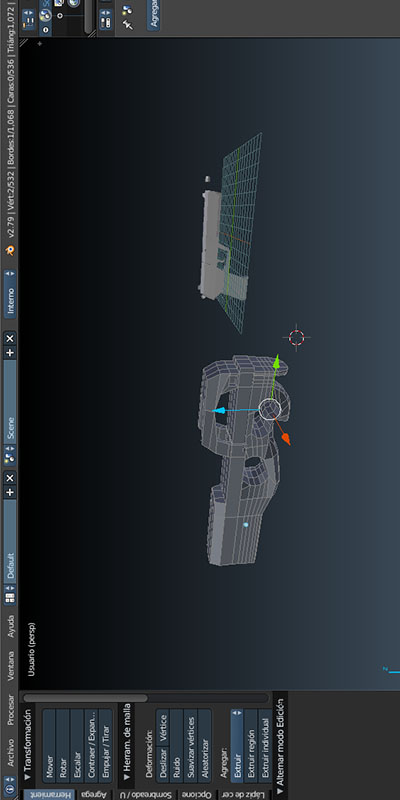 Archivo Procesar Ventana Ayuda Default Scene Interno v2.79 | Vért:2/532 | Bordes:1/1,068 | Caras:0/536 | Triáng:1,072 |
Usuario (persp)
Transformación
Mover
Rotar
Escalar
Contraer / Expan...
Empujar / Tirar
Herram. de malla
Deformación:
Deslizar Vértice
Ruido
Suavizar vértices
Aleatorizar
Agregar:
Extruir
Extruir región
Extruir individual
Alternar modo Edición
Herramient
Agrega
Sombreado / U
Opcione
Lápiz de cer
Agregar
z